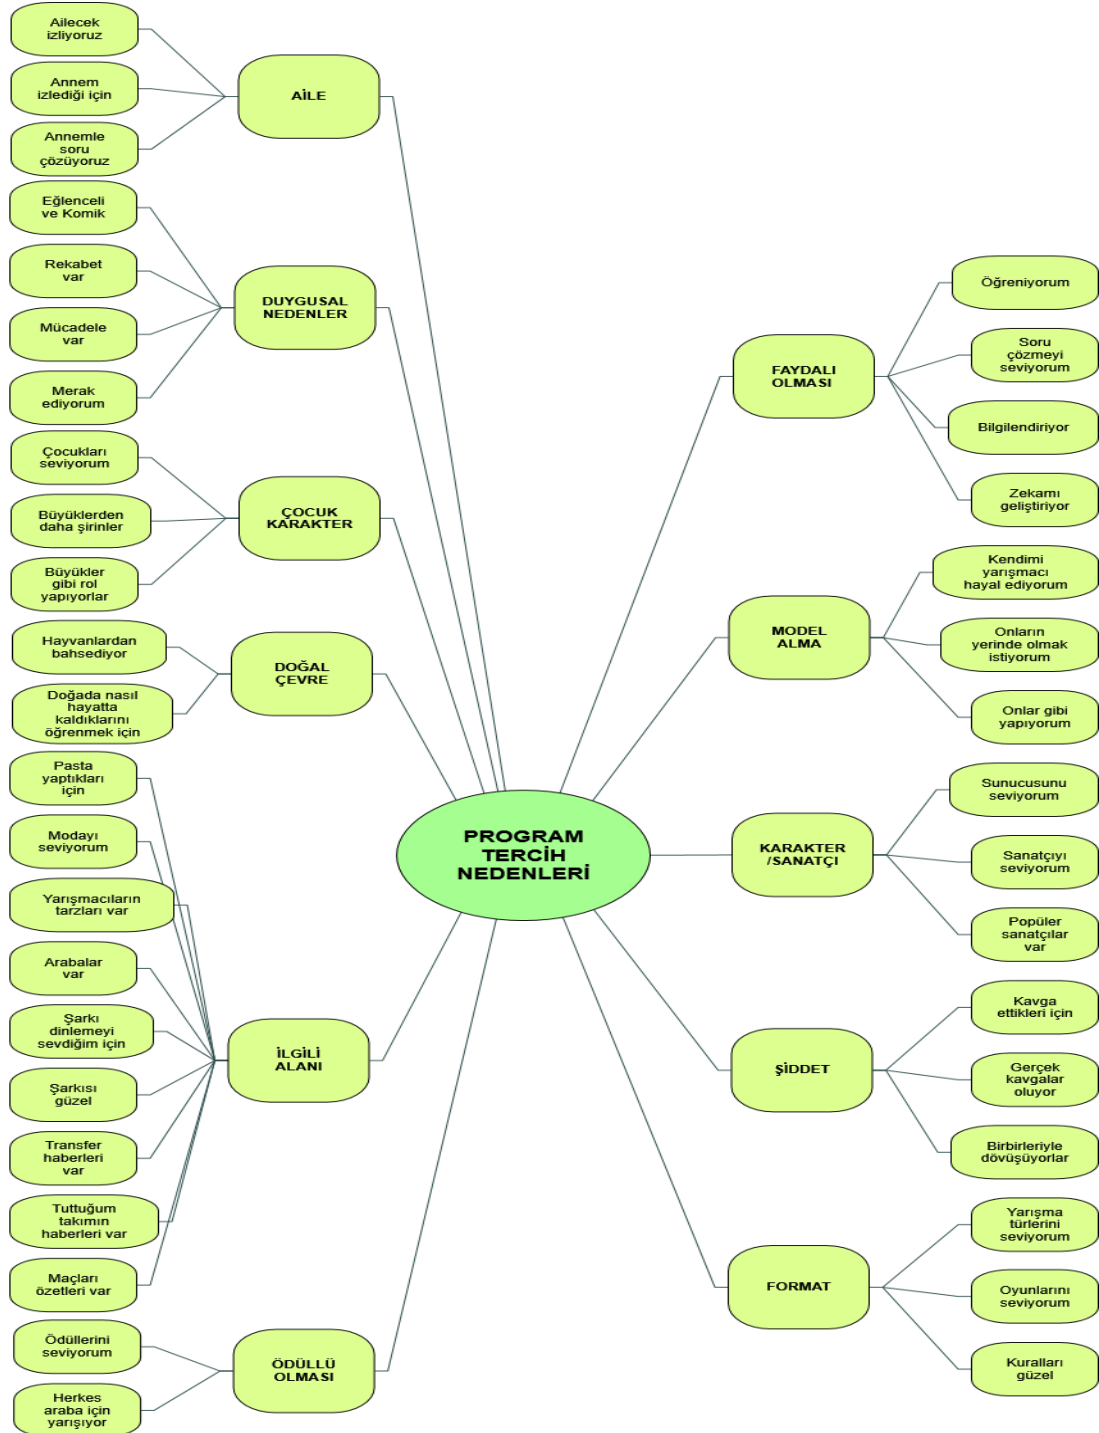 PROGRAM
TERCİH
NEDENLERİ
AİLE
Ailecek
izliyoruz
Annem
izlediği için
Annemle
soru
çözüyoruz
DUYGUSAL
NEDENLER
Eğlenceli
ve Komik
Rekabet
var
Mücadele
var
Merak
ediyorum
ÇOCUK
KARAKTER
Çocukları
seviyorum
Büyüklerden
daha şirinler
Büyükler
gibi rol
yapıyorlar
DOĞAL
ÇEVRE
Hayvanlardan
bahsediyor
Doğada nasıl
hayatta
kaldıklarını
öğrenmek için
İLGİLİ
ALANI
Pasta
yaptıkları
için
Modayı
seviyorum
Yarışmacıların
tarzları var
Arabalar
var
Şarkı
dinlemeyi
sevdiğim için
Şarkısı
güzel
Transfer
haberleri
var
Tuttuğum
takımın
haberleri var
Maçları
özetleri var
ÖDÜLLÜ
OLMASI
Ödüllerini
seviyorum
Herkes
araba için
yarışıyor
FAYDALI
OLMASI
Öğreniyorum
Soru
çözmeyi
seviyorum
Bilgilendiriyor
Zekamı
geliştiriyor
MODEL
ALMA
Kendimi
yarışmacı
hayal ediyorum
Onların
yerinde olmak
istiyorum
Onlar gibi
yapıyorum
KARAKTER
/SANATÇI
Sunucusunu
seviyorum
Sanatçıyı
seviyorum
Popüler
sanatçılar
var
ŞİDDET
Kavga
ettikleri için
Gerçek
kavgalar
oluyor
Birbirleriyle
dövüşüyorlar
FORMAT
Yarışma
türlerini
seviyorum
Oyunlarını
seviyorum
Kuralları
güzel